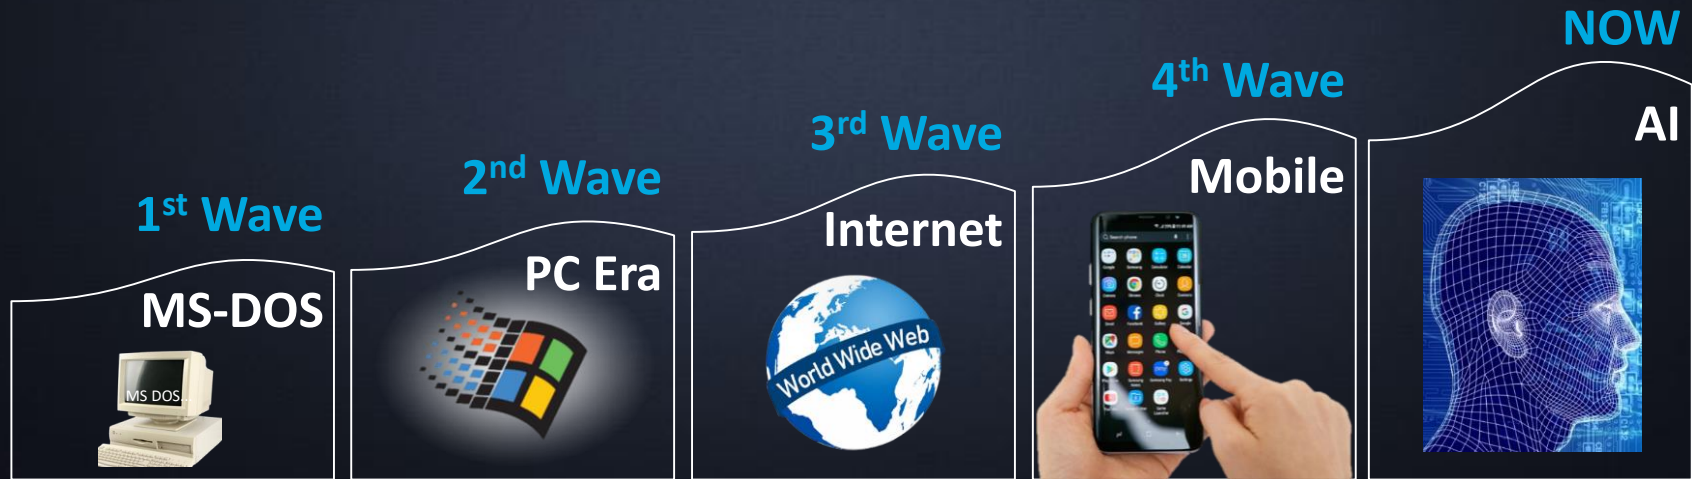 1st Wave
MS-DOS
MS DOS...
2nd Wave
PC Era
3rd Wave
Internet
World Wide Web
4th Wave
Mobile
NOW
AI